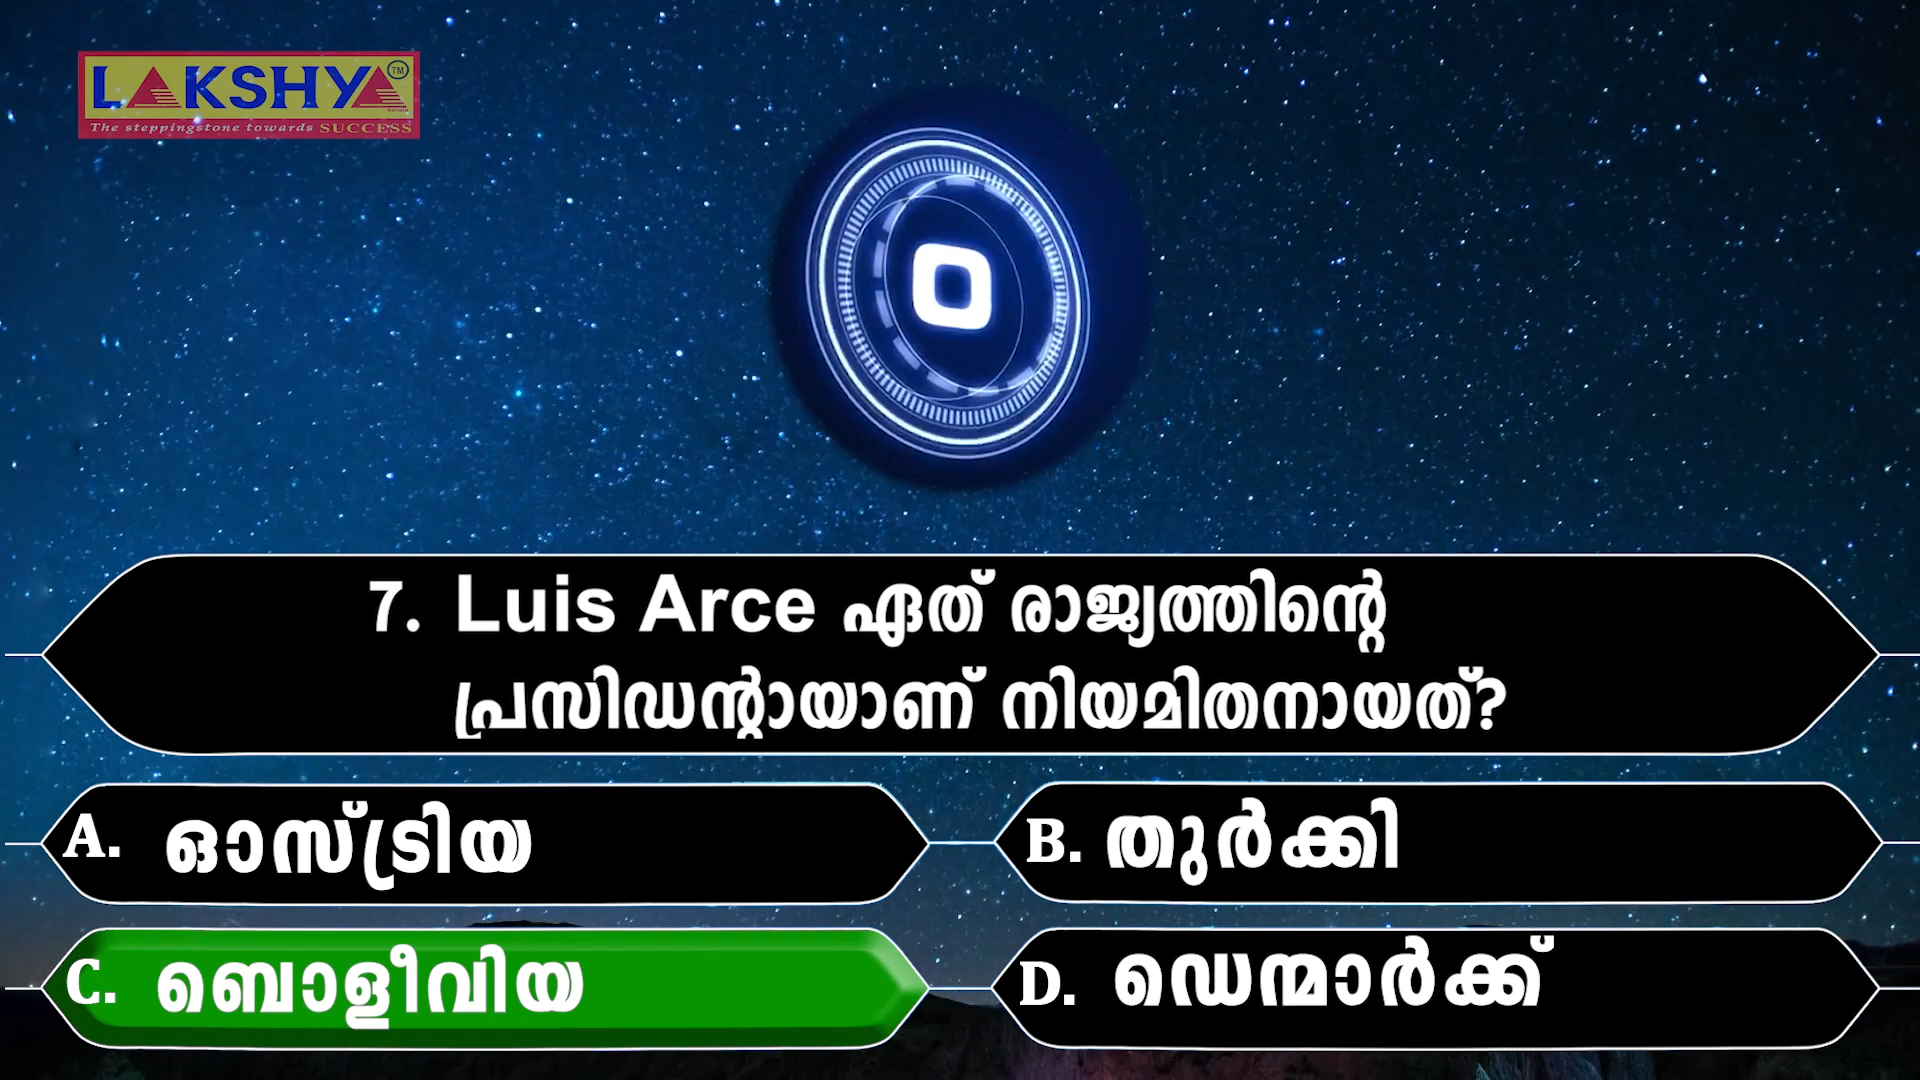 LAKSHYA TM
The steppingstone towards SUCCESS
0
7. Luis Arce ഏത് രാജ്യത്തിന്റെ
പ്രസിഡന്റായാണ് നിയമിതനായത്?
A. ഓസ്ട്രിയ
B. തുർക്കി
C. ബൊളീവിയ
D. ഡെന്മാർക്ക്